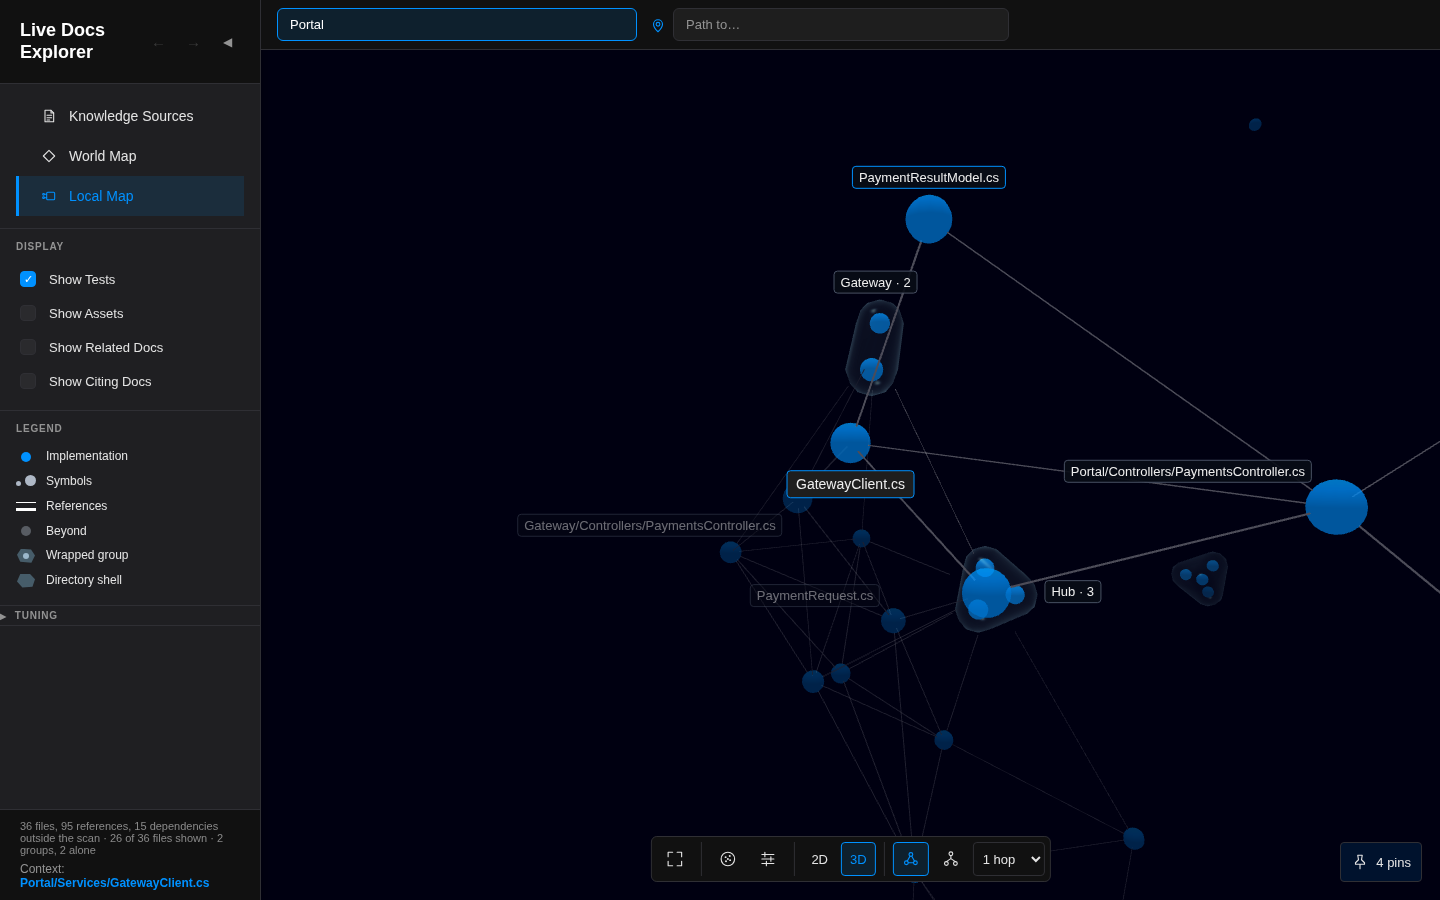 Live Docs
Explorer
Portal
Path to…
Knowledge Sources
World Map
Local Map
DISPLAY
Show Tests
Show Assets
Show Related Docs
Show Citing Docs
LEGEND
Implementation
Symbols
References
Beyond
Wrapped group
Directory shell
TUNING
36 files, 95 references, 15 dependencies
outside the scan · 26 of 36 files shown · 2
groups, 2 alone
Context:
Portal/Services/GatewayClient.cs
PaymentResultModel.cs
Gateway · 2
Portal/Controllers/PaymentsController.cs
GatewayClient.cs
Gateway/Controllers/PaymentsController.cs
Hub · 3
PaymentRequest.cs
2D
3D
1 hop
4 pins